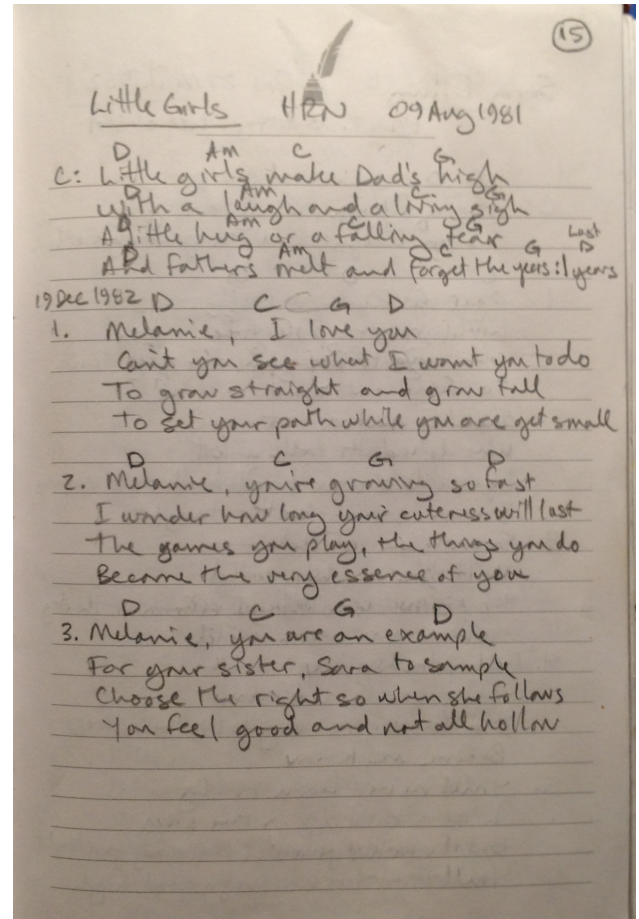 15
Little Girls HRN 09 Aug 1981
D Am C G
C: Little girls make Dad's high
D Am C G
with a laugh and a living sigh
D Am C G
A little hug or a falling tear
D Am C G Last D
And fathers melt and forget the years :| years
19 Dec 1982 D C G D
1. Melanie, I love you
Can't you see what I want you to do
To grow straight and grow tall
To set your path while you are yet small
D C G D
2. Melanie, you're growing so fast
I wonder how long your cuteness will last
The games you play, the things you do
Become the very essence of you
D C G D
3. Melanie, you are an example
For your sister, Sara to sample
Choose the right so when she follows
You feel good and not all hollow